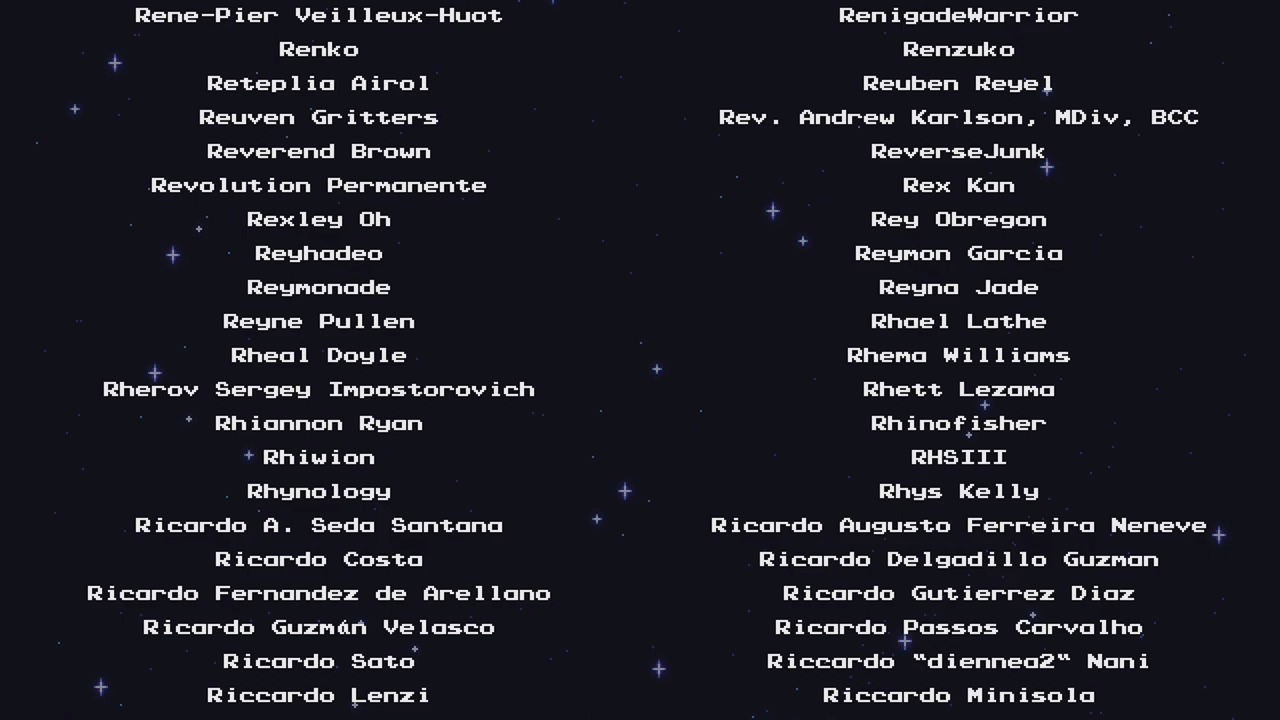 Rene-Pier Veilleux-Huot
RenigadeWarrior
Renko
Renzuko
Reteplia Airol
Reuben Reyel
Reuven Gritters
Rev. Andrew Karlson, MDiv, BCC
Reverend Brown
ReverseJunk
Revolution Permanente
Rex Kan
Rexley Oh
Rey Obregon
Reyhadeo
Reymon Garcia
Reymonade
Reyna Jade
Reyne Pullen
Rhael Lathe
Rheal Doyle
Rhema Williams
Rherov Sergey Impostorovich
Rhett Lezama
Rhiannon Ryan
Rhinofisher
Rhiwion
RHSIII
Rhynology
Rhys Kelly
Ricardo A. Seda Santana
Ricardo Augusto Ferreira Neneve
Ricardo Costa
Ricardo Delgadillo Guzman
Ricardo Fernandez de Arellano
Ricardo Gutierrez Diaz
Ricardo Guzmán Velasco
Ricardo Passos Carvalho
Ricardo Sato
Riccardo "diennea2" Nani
Riccardo Lenzi
Riccardo Minisola